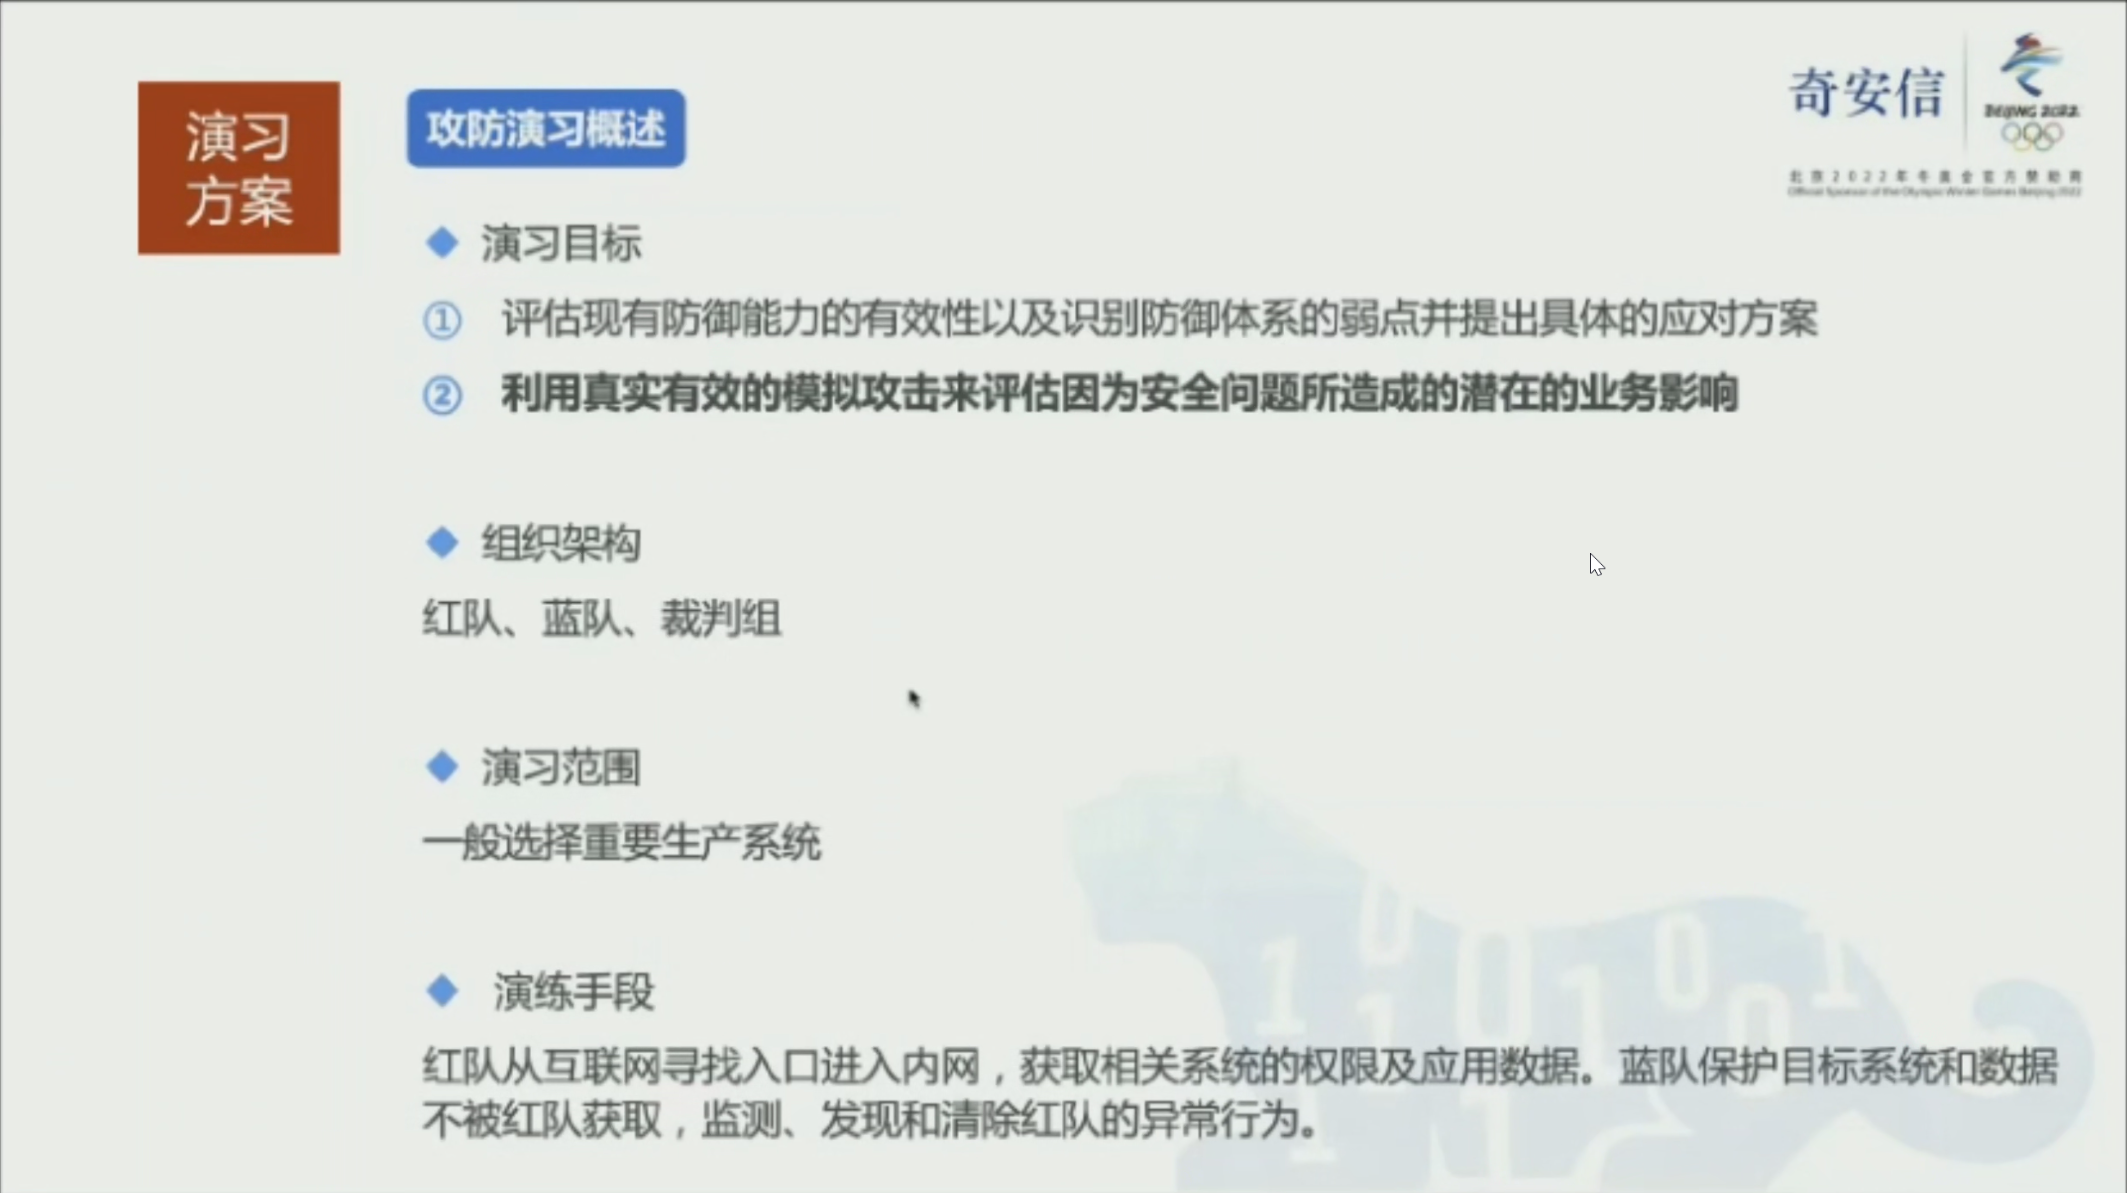 演习
方案
攻防演习概述
奇安信
BEIJING 2022
北京2022年冬奥会官方赞助商
Official Sponsor of the Olympic Winter Games Beijing 2022
演习目标
① 评估现有防御能力的有效性以及识别防御体系的弱点并提出具体的应对方案
② 利用真实有效的模拟攻击来评估因为安全问题所造成的潜在的业务影响
组织架构
红队、蓝队、裁判组
演习范围
一般选择重要生产系统
演练手段
红队从互联网寻找入口进入内网，获取相关系统的权限及应用数据。蓝队保护目标系统和数据
不被红队获取，监测、发现和清除红队的异常行为。